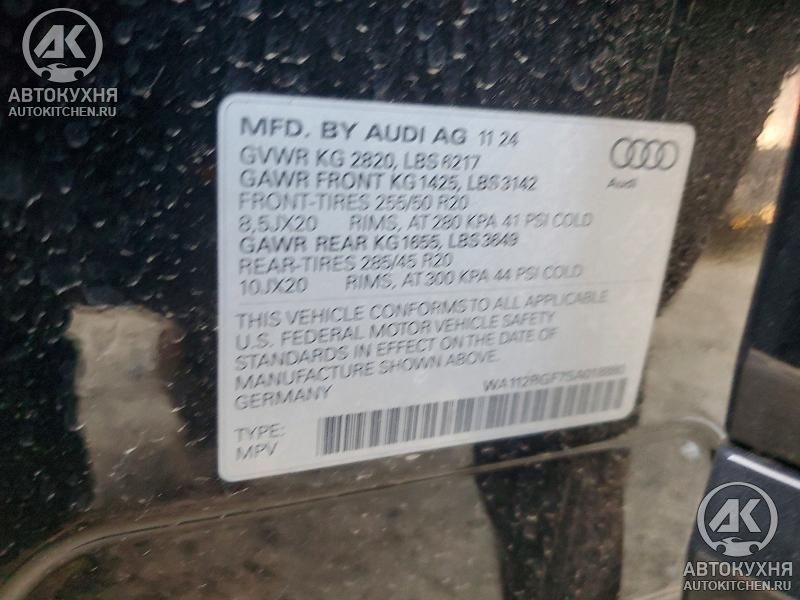 АК
АВТОКУХНЯ
AUTOKITCHEN.RU
MFD. BY AUDI AG 11 24
GVWR KG 2820, LBS 6217
GAWR FRONT KG 1425, LBS 3142
FRONT-TIRES 255/50 R20
8,5JX20 RIMS, AT 280 KPA 41 PSI COLD
GAWR REAR KG 1655, LBS 3649
REAR-TIRES 285/45 R20
10JX20 RIMS, AT 300 KPA 44 PSI COLD
Audi
THIS VEHICLE CONFORMS TO ALL APPLICABLE
U.S. FEDERAL MOTOR VEHICLE SAFETY
STANDARDS IN EFFECT ON THE DATE OF
MANUFACTURE SHOWN ABOVE.
GERMANY
TYPE:
MPV
АК
АВТОКУХНЯ
AUTOKITCHEN.RU